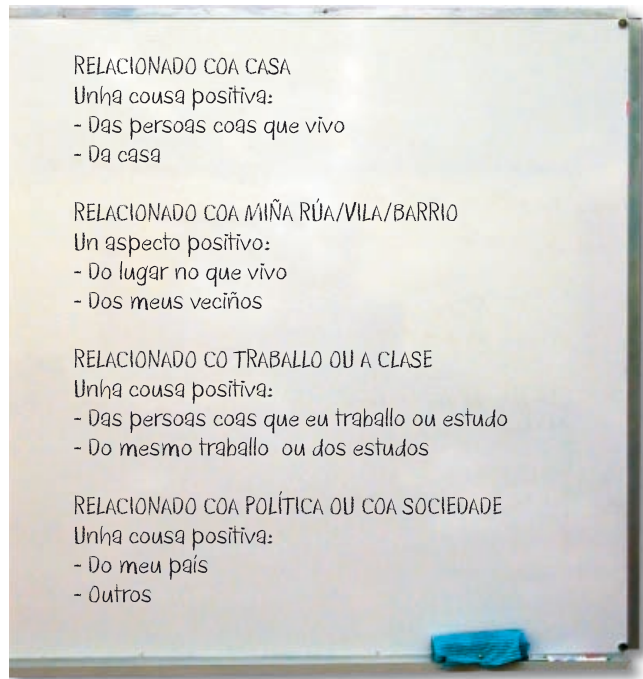 RELACIONADO COA CASA
Unha cousa positiva:
- Das persoas coas que vivo
- Da casa
RELACIONADO COA MIÑA RÚA/VILA/BARRIO
Un aspecto positivo:
- Do lugar no que vivo
- Dos meus veciños
RELACIONADO CO TRABALLO OU A CLASE
Unha cousa positiva:
- Das persoas coas que eu traballo ou estudo
- Do mesmo traballo ou dos estudos
RELACIONADO COA POLÍTICA OU COA SOCIEDADE
Unha cousa positiva:
- Do meu país
- Outros